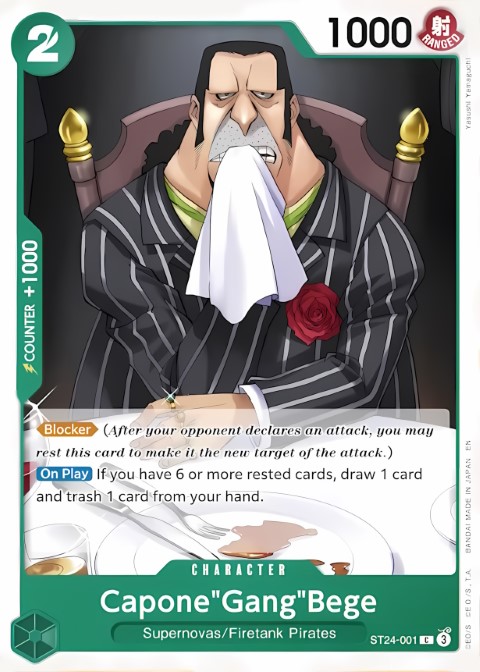 2
1000
射
RANGED
Yasushi Yamaguchi
COUNTER +1000
Blocker (After your opponent declares an attack, you may
rest this card to make it the new target of the attack.)
On Play If you have 6 or more rested cards, draw 1 card
and trash 1 card from your hand.
CHARACTER
Capone"Gang"Bege
Supernovas/Firetank Pirates
ST24-001 C 3
©E.O./S., T.A. BANDAI MADE IN JAPAN EN